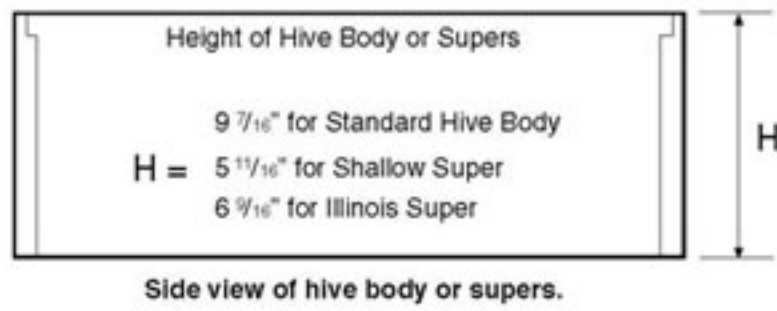 Height of Hive Body or Supers
9 7/16" for Standard Hive Body
H = 5 11/16" for Shallow Super
6 9/16" for Illinois Super
H
Side view of hive body or supers.